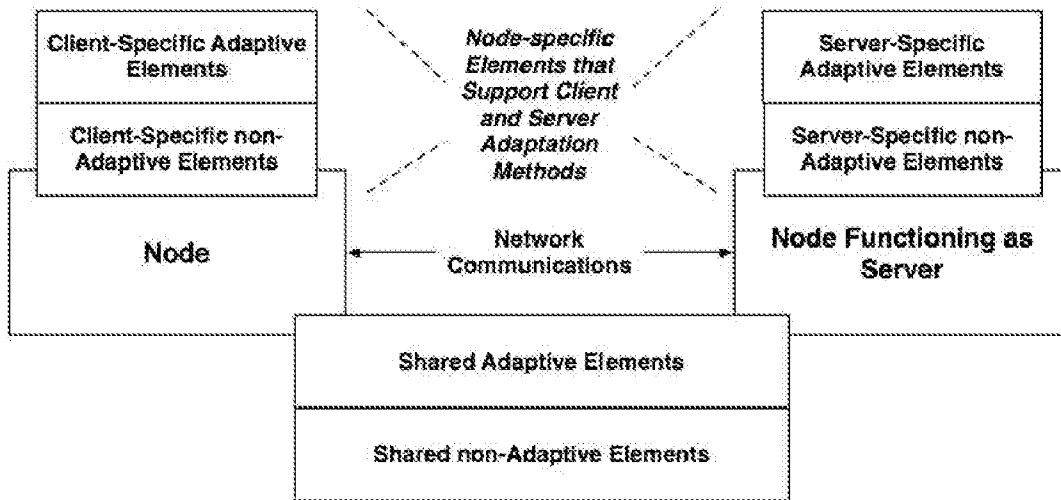 Client-Specific Adaptive
Elements
Client-Specific non-
Adaptive Elements
Node
Node-specific
Elements that
Support Client
and Server
Adaptation
Methods
Network
Communications
Server-Specific
Adaptive Elements
Server-Specific non-
Adaptive Elements
Node Functioning as
Server
Shared Adaptive Elements
Shared non-Adaptive Elements